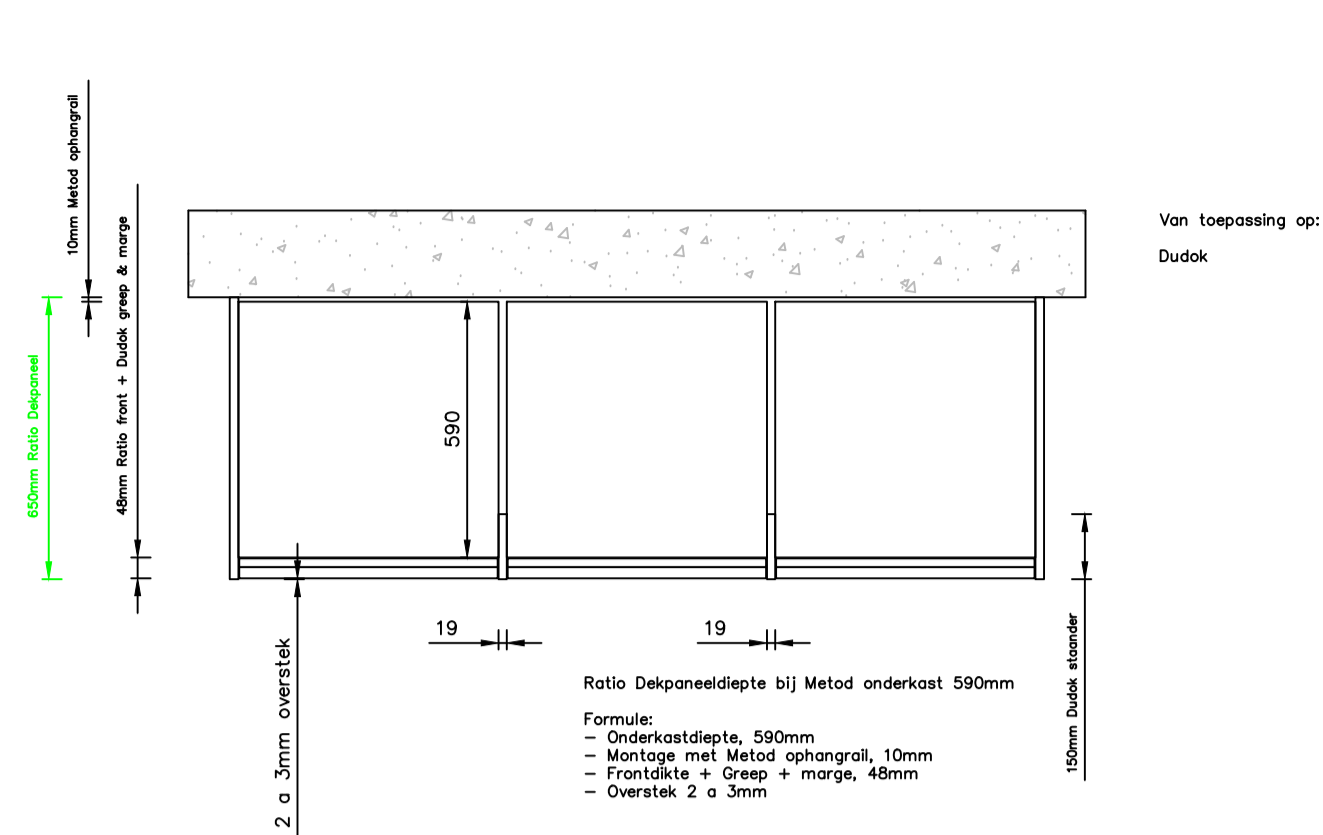 10mm Metod ophangrail
48mm Ratio front + Dudok greep & marge
650mm Ratio Dekpaneel
Van toepassing op:
Dudok
590
19
19
2 a 3mm overstek
150mm Dudok staander
Ratio Dekpaneeldiepte bij Metod onderkast 590mm
Formule:
– Onderkastdiepte, 590mm
– Montage met Metod ophangrail, 10mm
– Frontdikte + Greep + marge, 48mm
– Overstek 2 a 3mm